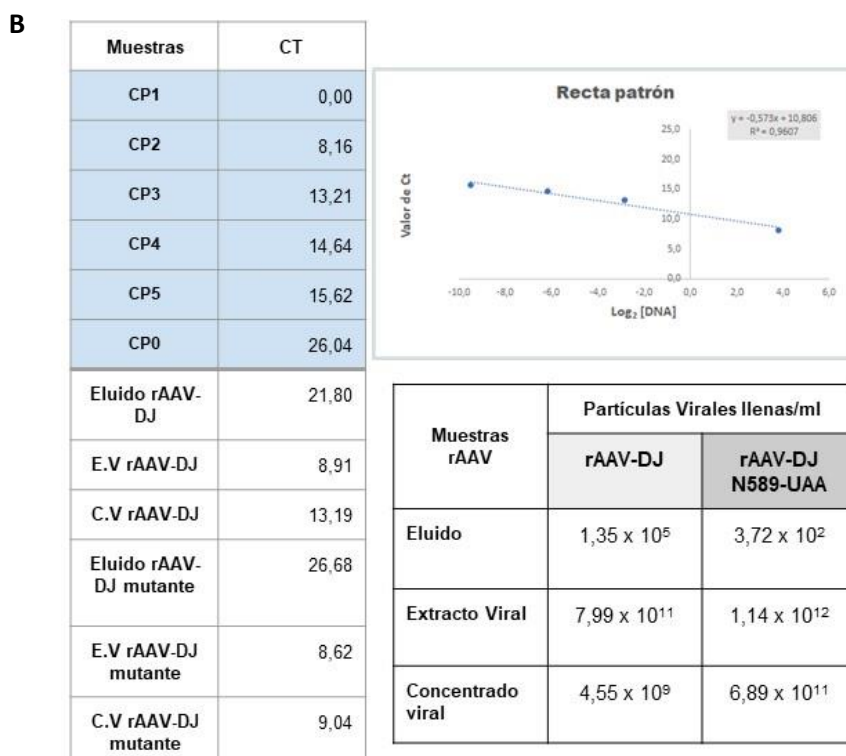 B
Muestras CT
CP1 0,00
CP2 8,16
CP3 13,21
CP4 14,64
CP5 15,62
CP0 26,04
Eluido rAAV-
DJ 21,80
E.V rAAV-DJ 8,91
C.V rAAV-DJ 13,19
Eluido rAAV-
DJ mutante 26,68
E.V rAAV-DJ
mutante 8,62
C.V rAAV-DJ
mutante 9,04
Recta patrón
y = -0,573x + 10,806
R² = 0,9607
25,0
20,0
15,0
10,0
5,0
0,0
Valor de Ct
-10,0 -8,0 -6,0 -4,0 -2,0 0,0 2,0 4,0 6,0
Log₂ [DNA]
Muestras
rAAV
Partículas Virales llenas/ml
rAAV-DJ
rAAV-DJ
N589-UAA
Eluido 1,35 x 10⁵ 3,72 x 10²
Extracto Viral 7,99 x 10¹¹ 1,14 x 10¹²
Concentrado
viral 4,55 x 10⁹ 6,89 x 10¹¹